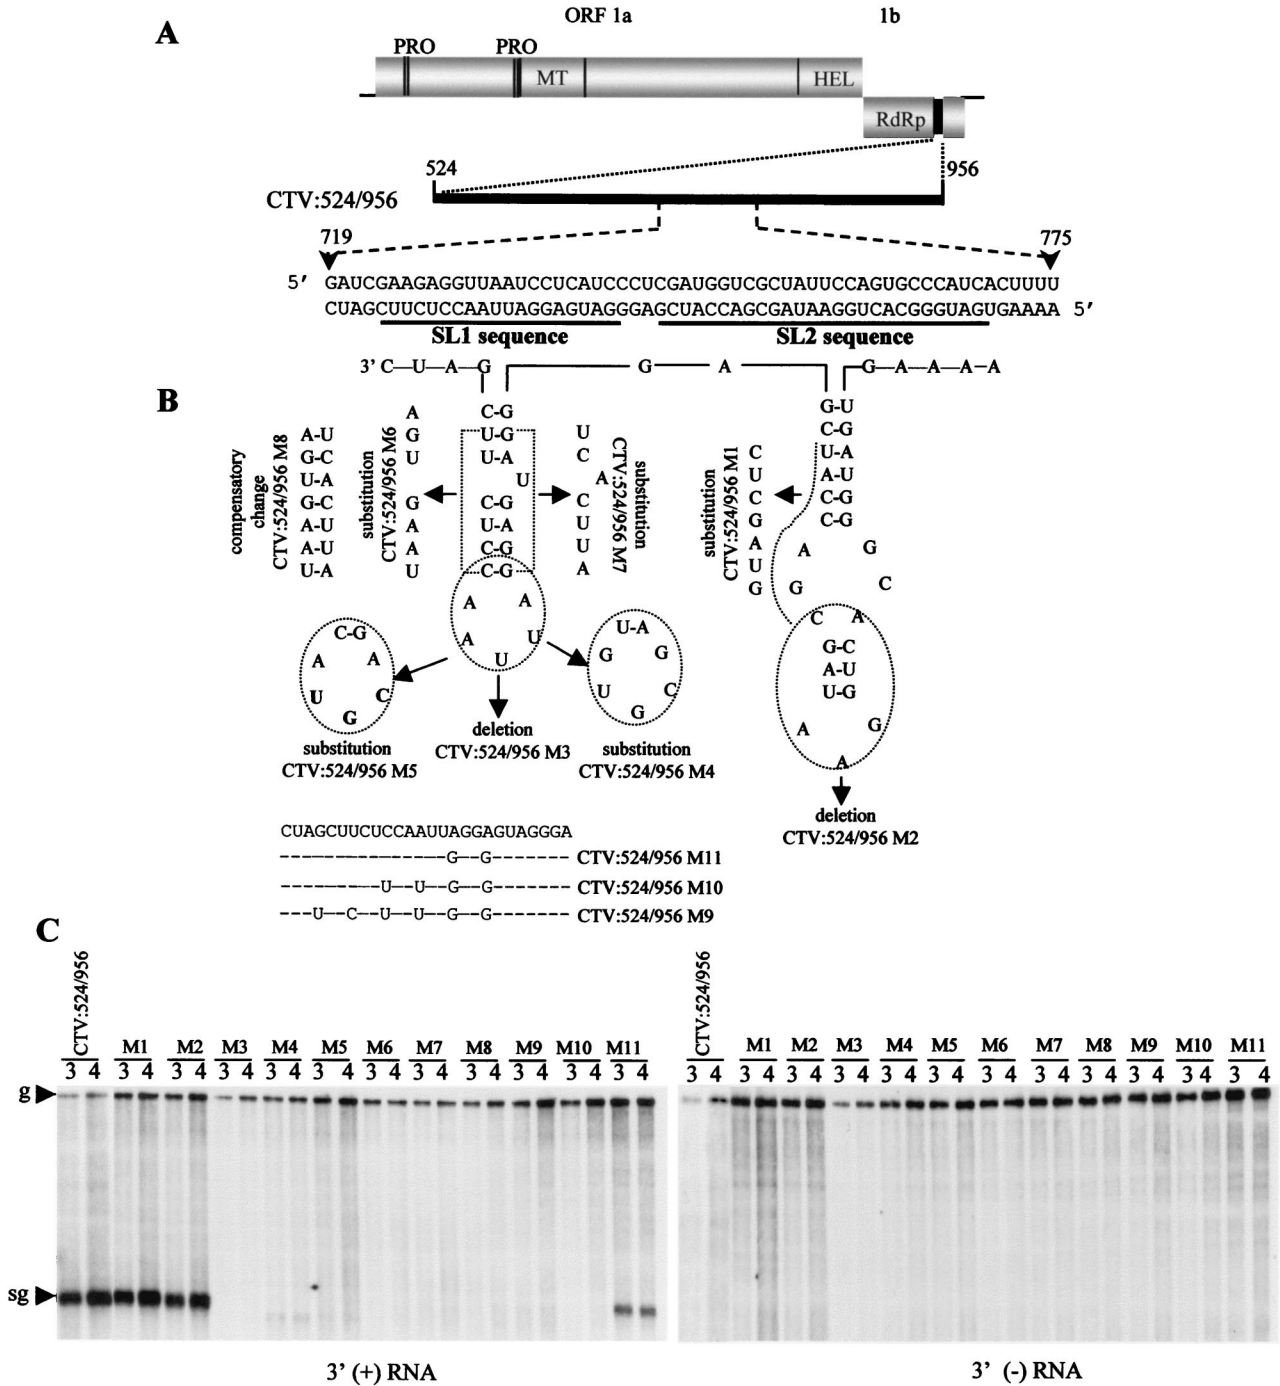 A
ORF 1a 1b
PRO PRO
MT HEL
RdRp
524 956
CTV:524/956
719 775
5' GAUCGAAGAGGUUAAUCCUCAUCCCUCGAUGGUCGCUAUUCCAGUGCCCAUCACUUUU
CUAGCUUCUCCAAUUAGGAGUAGGGAGCUACCAGCGAUAAGGUCACGGGUAGUGAAAA 5'
SL1 sequence SL2 sequence
3' C—U—A—G G A G—A—A—A—A
B
compensatory change
CTV:524/956 M8
A-U
G-C
U-A
G-C
A-U
A-U
U-A
substitution
CTV:524/956 M6
A
G
U
G
A
A
U
C-G
U-G
U-A
U
C-G
U-A
C-G
C-G
A A
A U
U
U
C
A
C
U
U
A
substitution
CTV:524/956 M7
substitution
CTV:524/956 M1
C
U
C
G
A
U
G
G-U
C-G
U-A
C-U
A-G
C-G
A G
G C
C A
G-C
A-U
U-G
A G
A
C-G
A A
U C
G
substitution
CTV:524/956 M5
deletion
CTV:524/956 M3
U-A
G G
U C
G
substitution
CTV:524/956 M4
deletion
CTV:524/956 M2
CUAGCUUCUCCAAUUAGGAGUAGGGA
---------------G--G------- CTV:524/956 M11
---------U--U--G--G------- CTV:524/956 M10
---U--C--U--U--G--G------- CTV:524/956 M9
C
CTV:524/956 M1 M2 M3 M4 M5 M6 M7 M8 M9 M10 M11
3 4 3 4 3 4 3 4 3 4 3 4 3 4 3 4 3 4 3 4 3 4 3 4
g
sg
3' (+) RNA
CTV:524/956 M1 M2 M3 M4 M5 M6 M7 M8 M9 M10 M11
3 4 3 4 3 4 3 4 3 4 3 4 3 4 3 4 3 4 3 4 3 4 3 4
3' (-) RNA